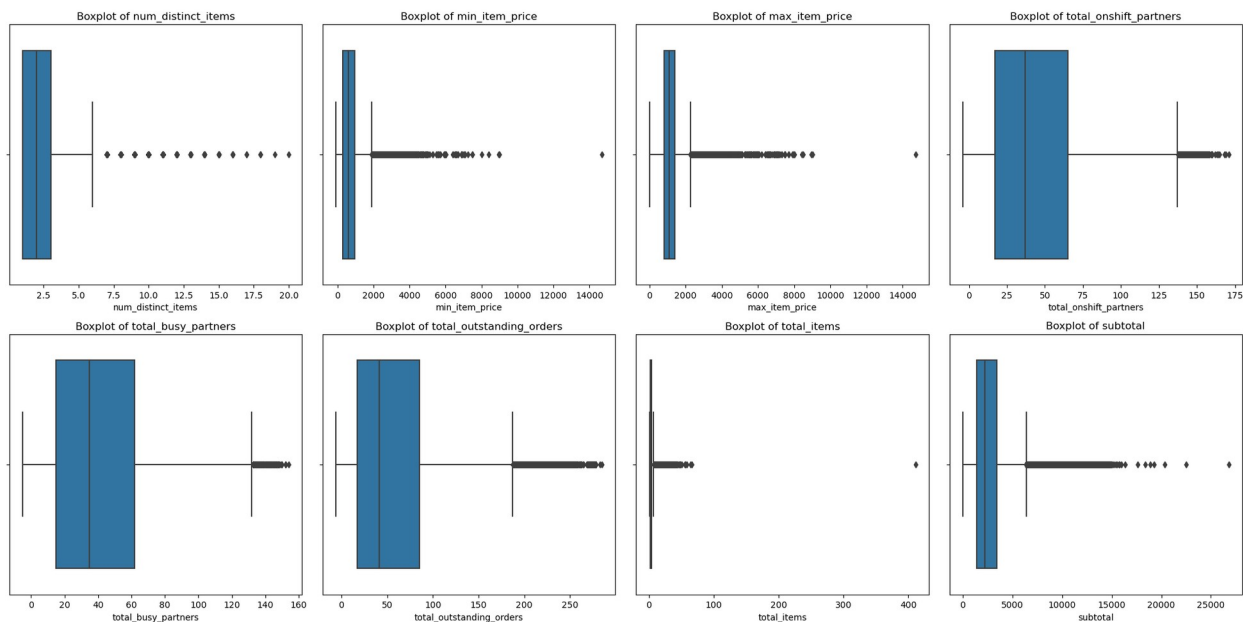 Boxplot of num_distinct_items
2.5 5.0 7.5 10.0 12.5 15.0 17.5 20.0
num_distinct_items
Boxplot of min_item_price
0 2000 4000 6000 8000 10000 12000 14000
min_item_price
Boxplot of max_item_price
0 2000 4000 6000 8000 10000 12000 14000
max_item_price
Boxplot of total_onshift_partners
0 25 50 75 100 125 150 175
total_onshift_partners
Boxplot of total_busy_partners
0 20 40 60 80 100 120 140 160
total_busy_partners
Boxplot of total_outstanding_orders
0 50 100 150 200 250
total_outstanding_orders
Boxplot of total_items
0 100 200 300 400
total_items
Boxplot of subtotal
0 5000 10000 15000 20000 25000
subtotal